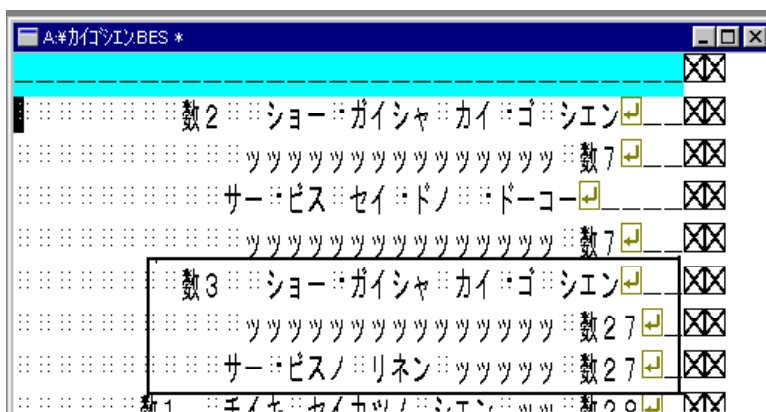 A:¥カイゴシエン.BES *
数2 ショー・ガイシャ カイ・ゴ シエン
ッッッッッッッッッッッッッッッ 数7
サー・ビス セイ・ドノ ・ドーコー
ッッッッッッッッッッッッッッッ 数7
数3 ショー・ガイシャ カイ・ゴ シエン
ッッッッッッッッッッッッッッッ 数27
サー・ビスノ リネン ッッッッッ 数27